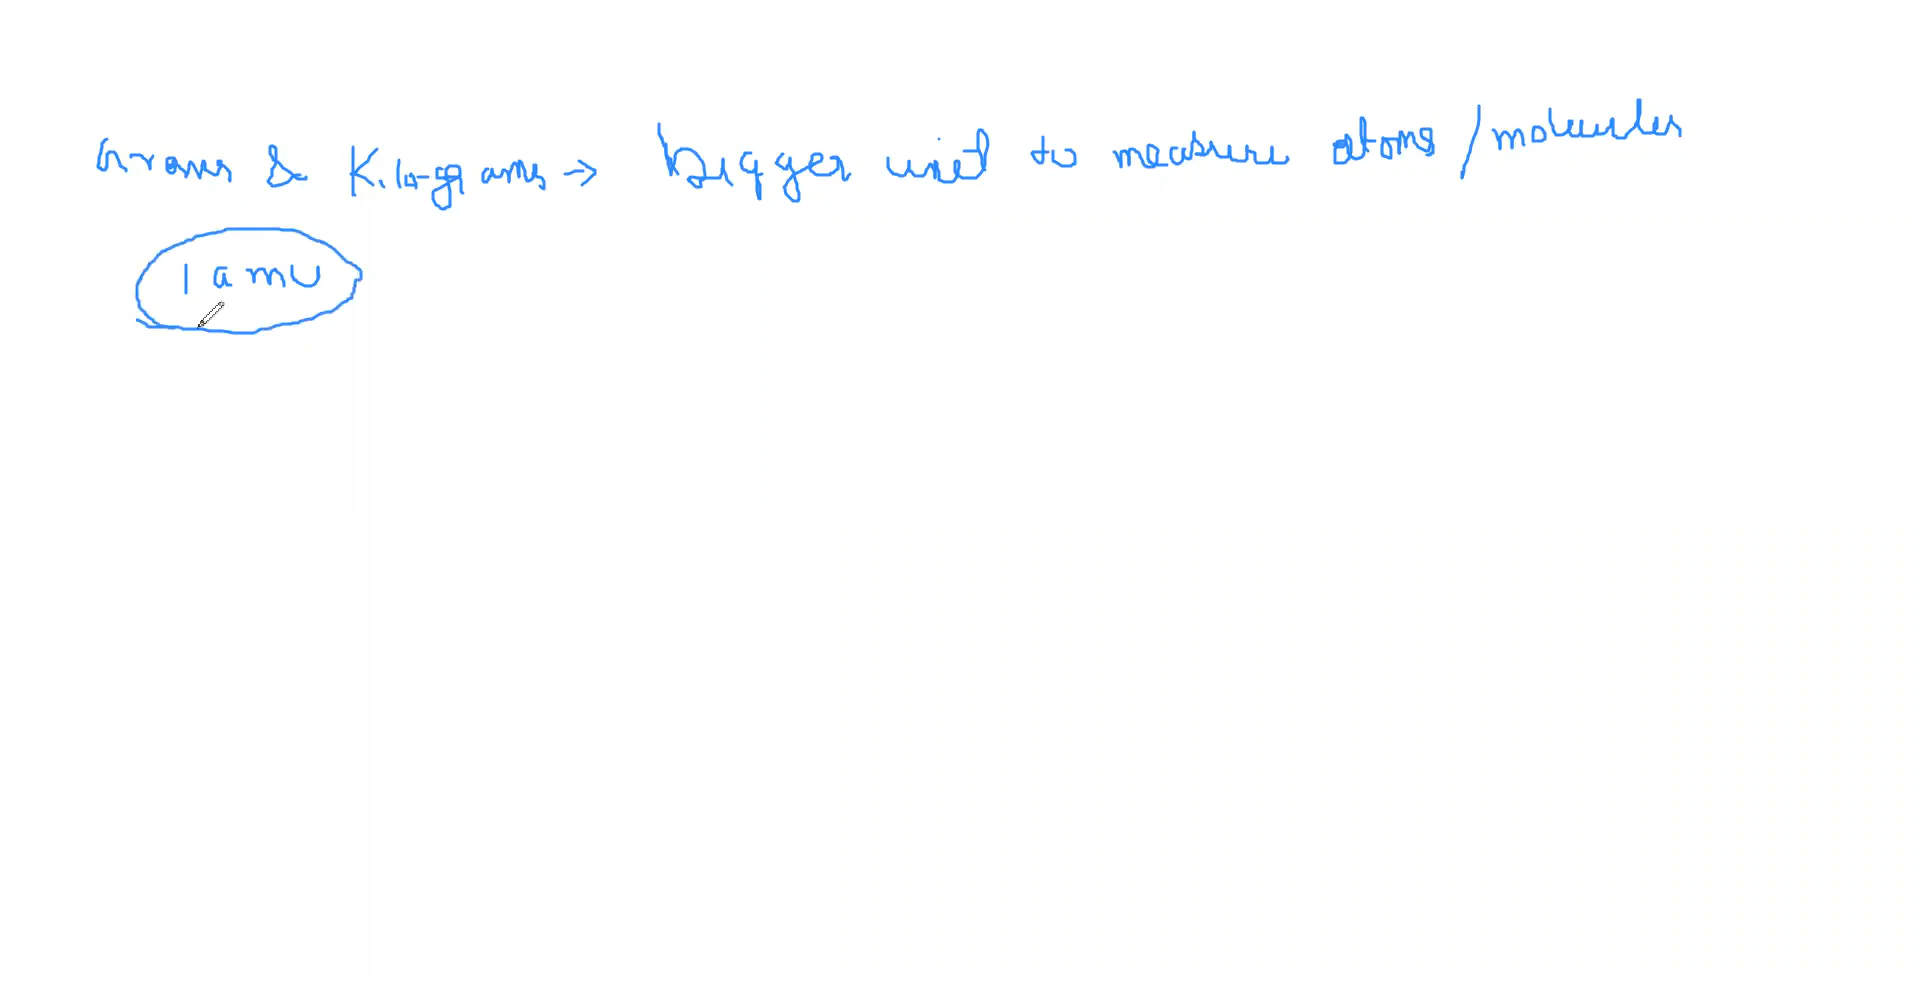 Grams & Kilograms → bigger unit to measure atoms / molecules
1 amu